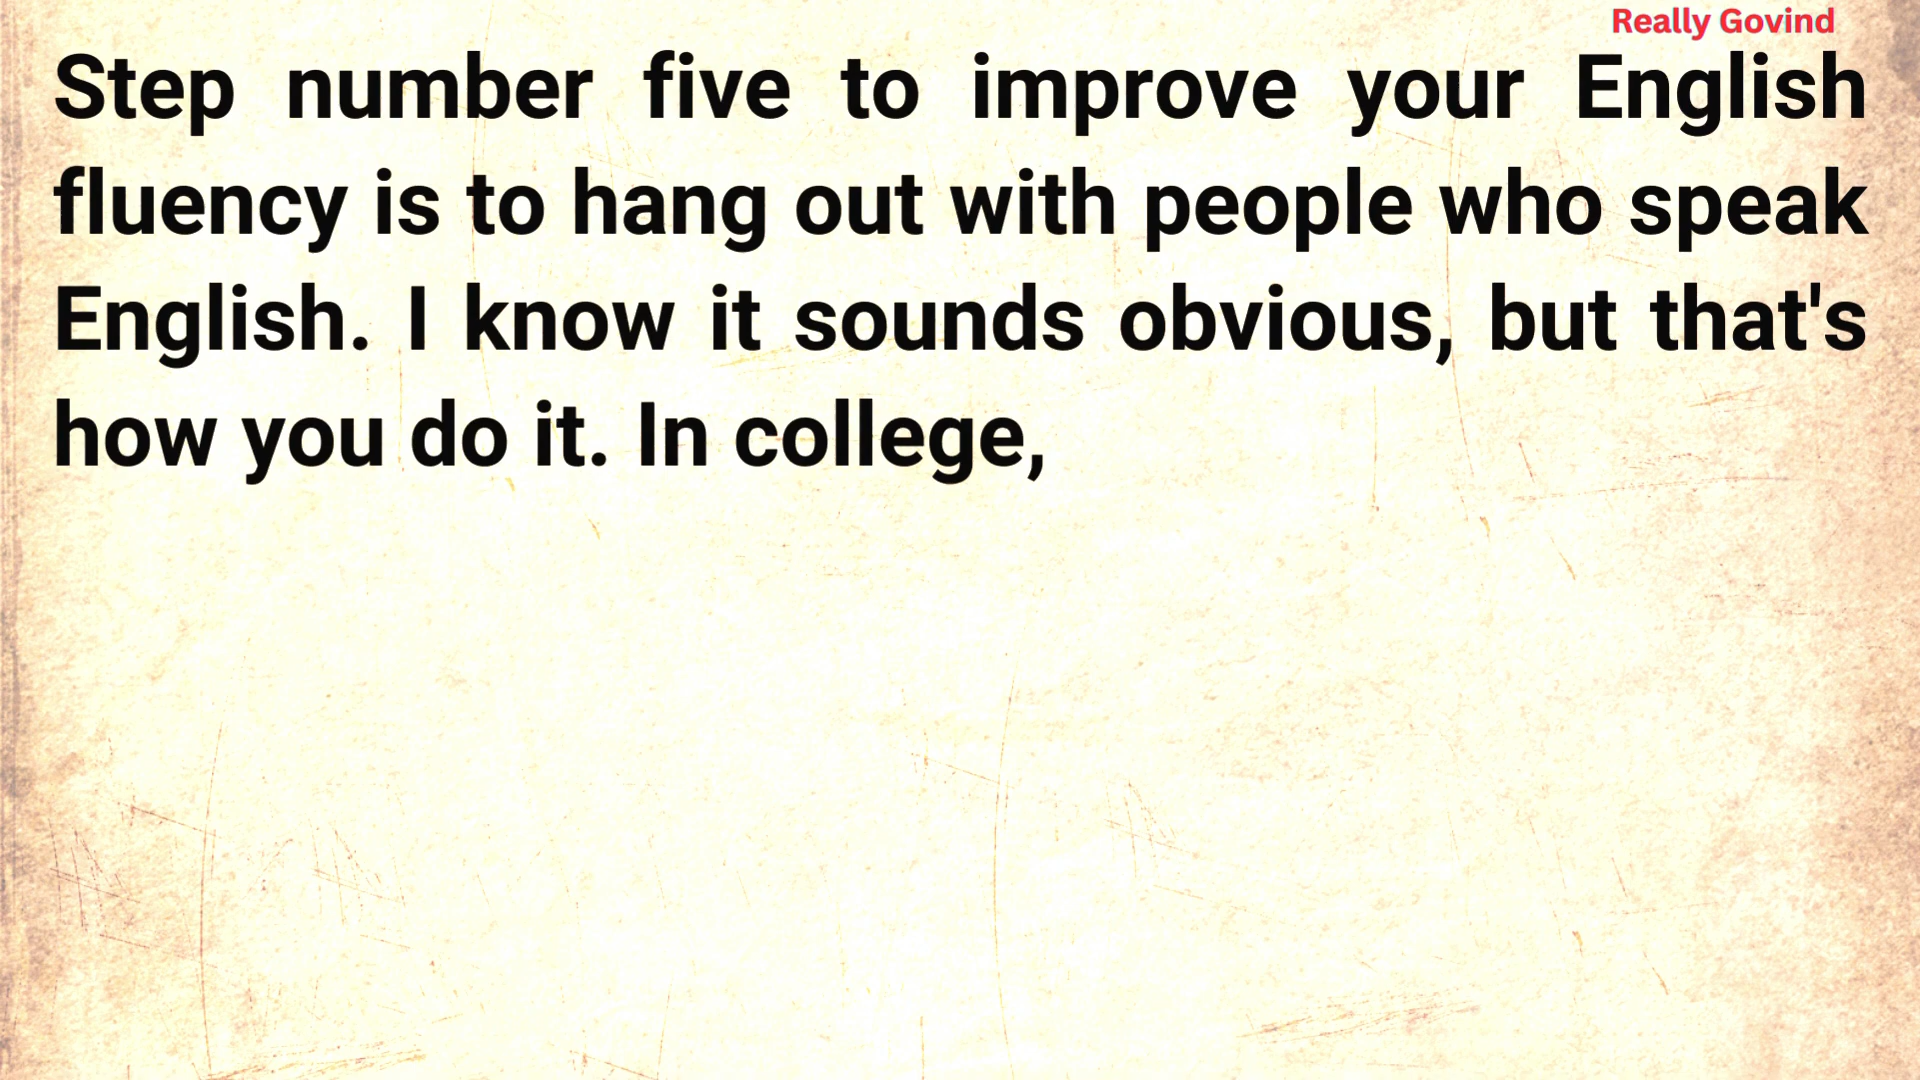 Really Govind
Step number five to improve your English
fluency is to hang out with people who speak
English. I know it sounds obvious, but that's
how you do it. In college,